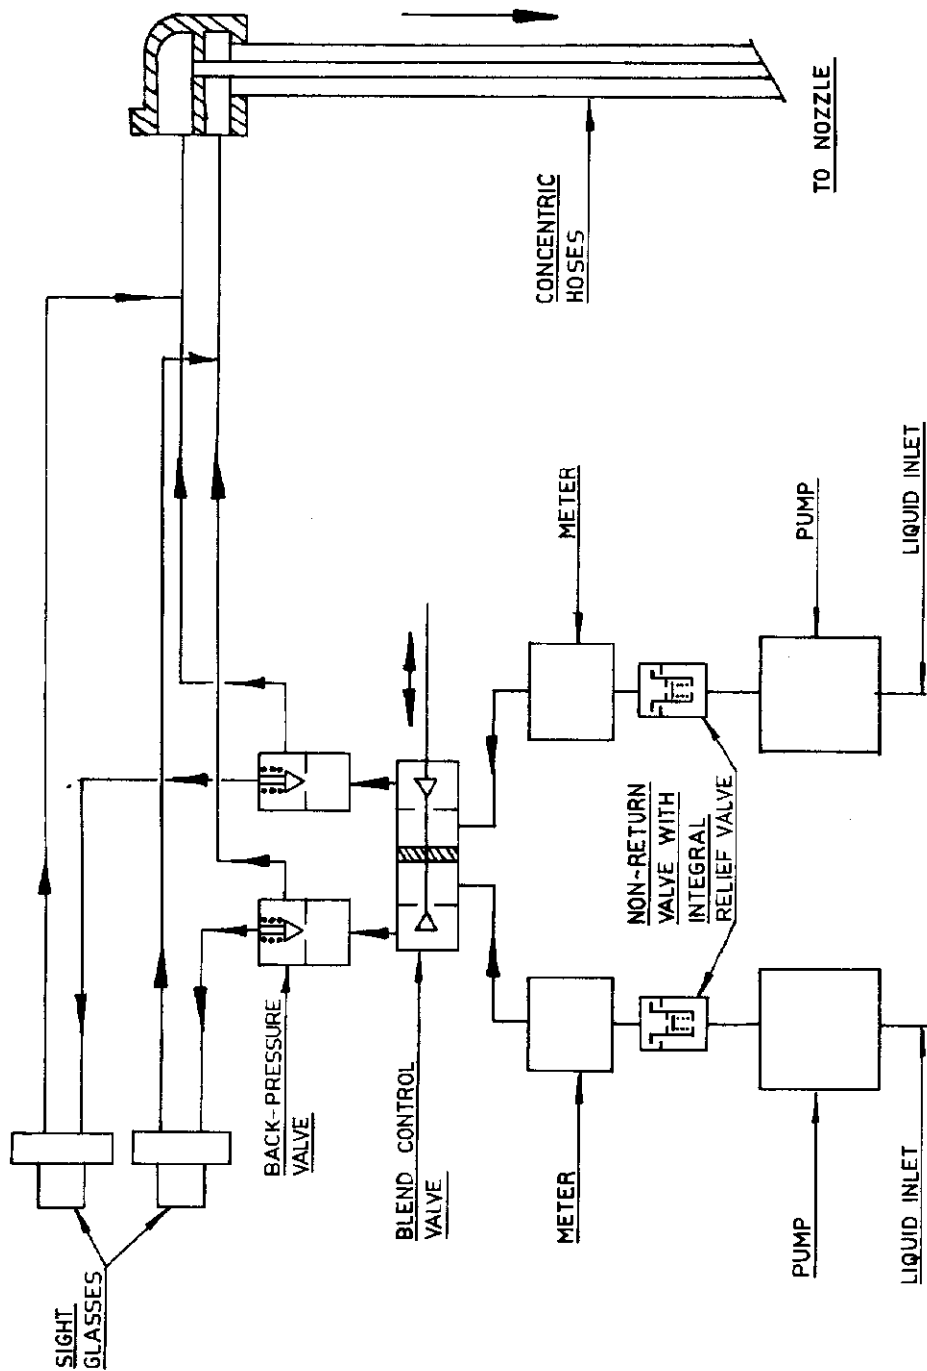 SIGHT
GLASSES
BACK-PRESSURE
VALVE
BLEND CONTROL
VALVE
METER
PUMP
LIQUID INLET
NON-RETURN
VALVE WITH
INTEGRAL
RELIEF VALVE
METER
PUMP
LIQUID INLET
CONCENTRIC
HOSES
TO NOZZLE